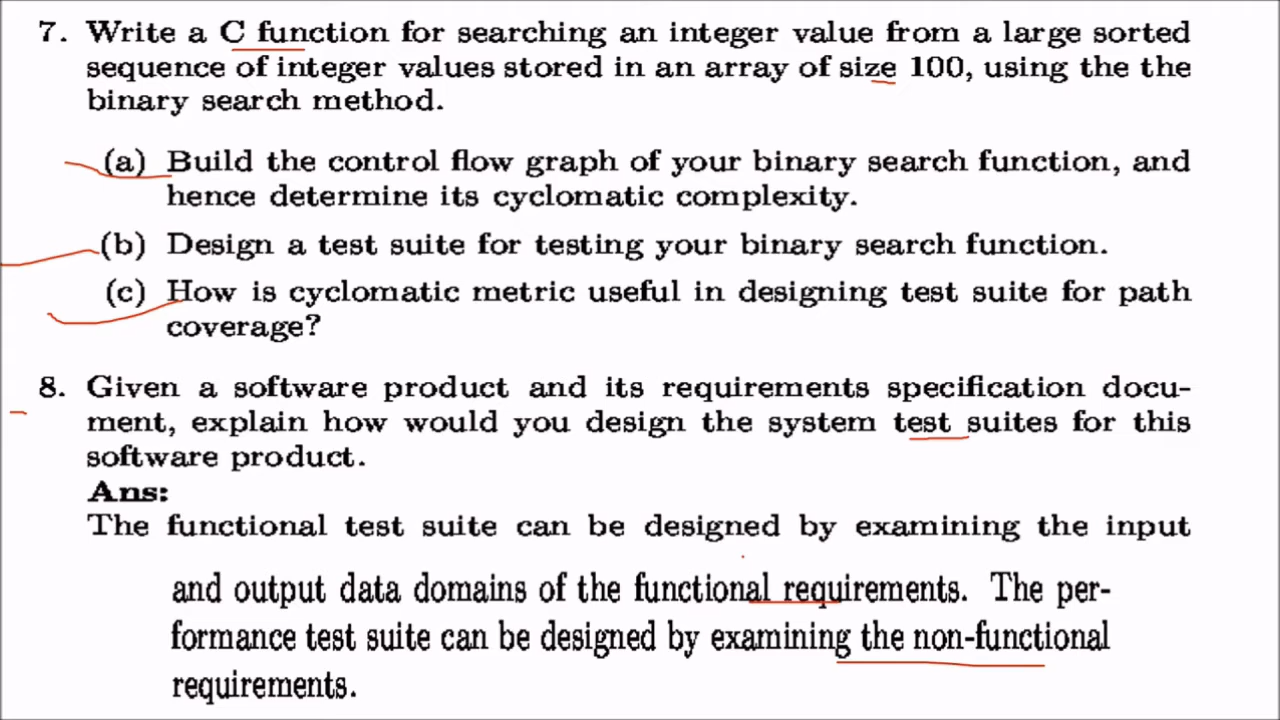 7. Write a C function for searching an integer value from a large sorted
sequence of integer values stored in an array of size 100, using the the
binary search method.
(a) Build the control flow graph of your binary search function, and
hence determine its cyclomatic complexity.
(b) Design a test suite for testing your binary search function.
(c) How is cyclomatic metric useful in designing test suite for path
coverage?
8. Given a software product and its requirements specification docu-
ment, explain how would you design the system test suites for this
software product.
Ans:
The functional test suite can be designed by examining the input
and output data domains of the functional requirements. The per-
formance test suite can be designed by examining the non-functional
requirements.